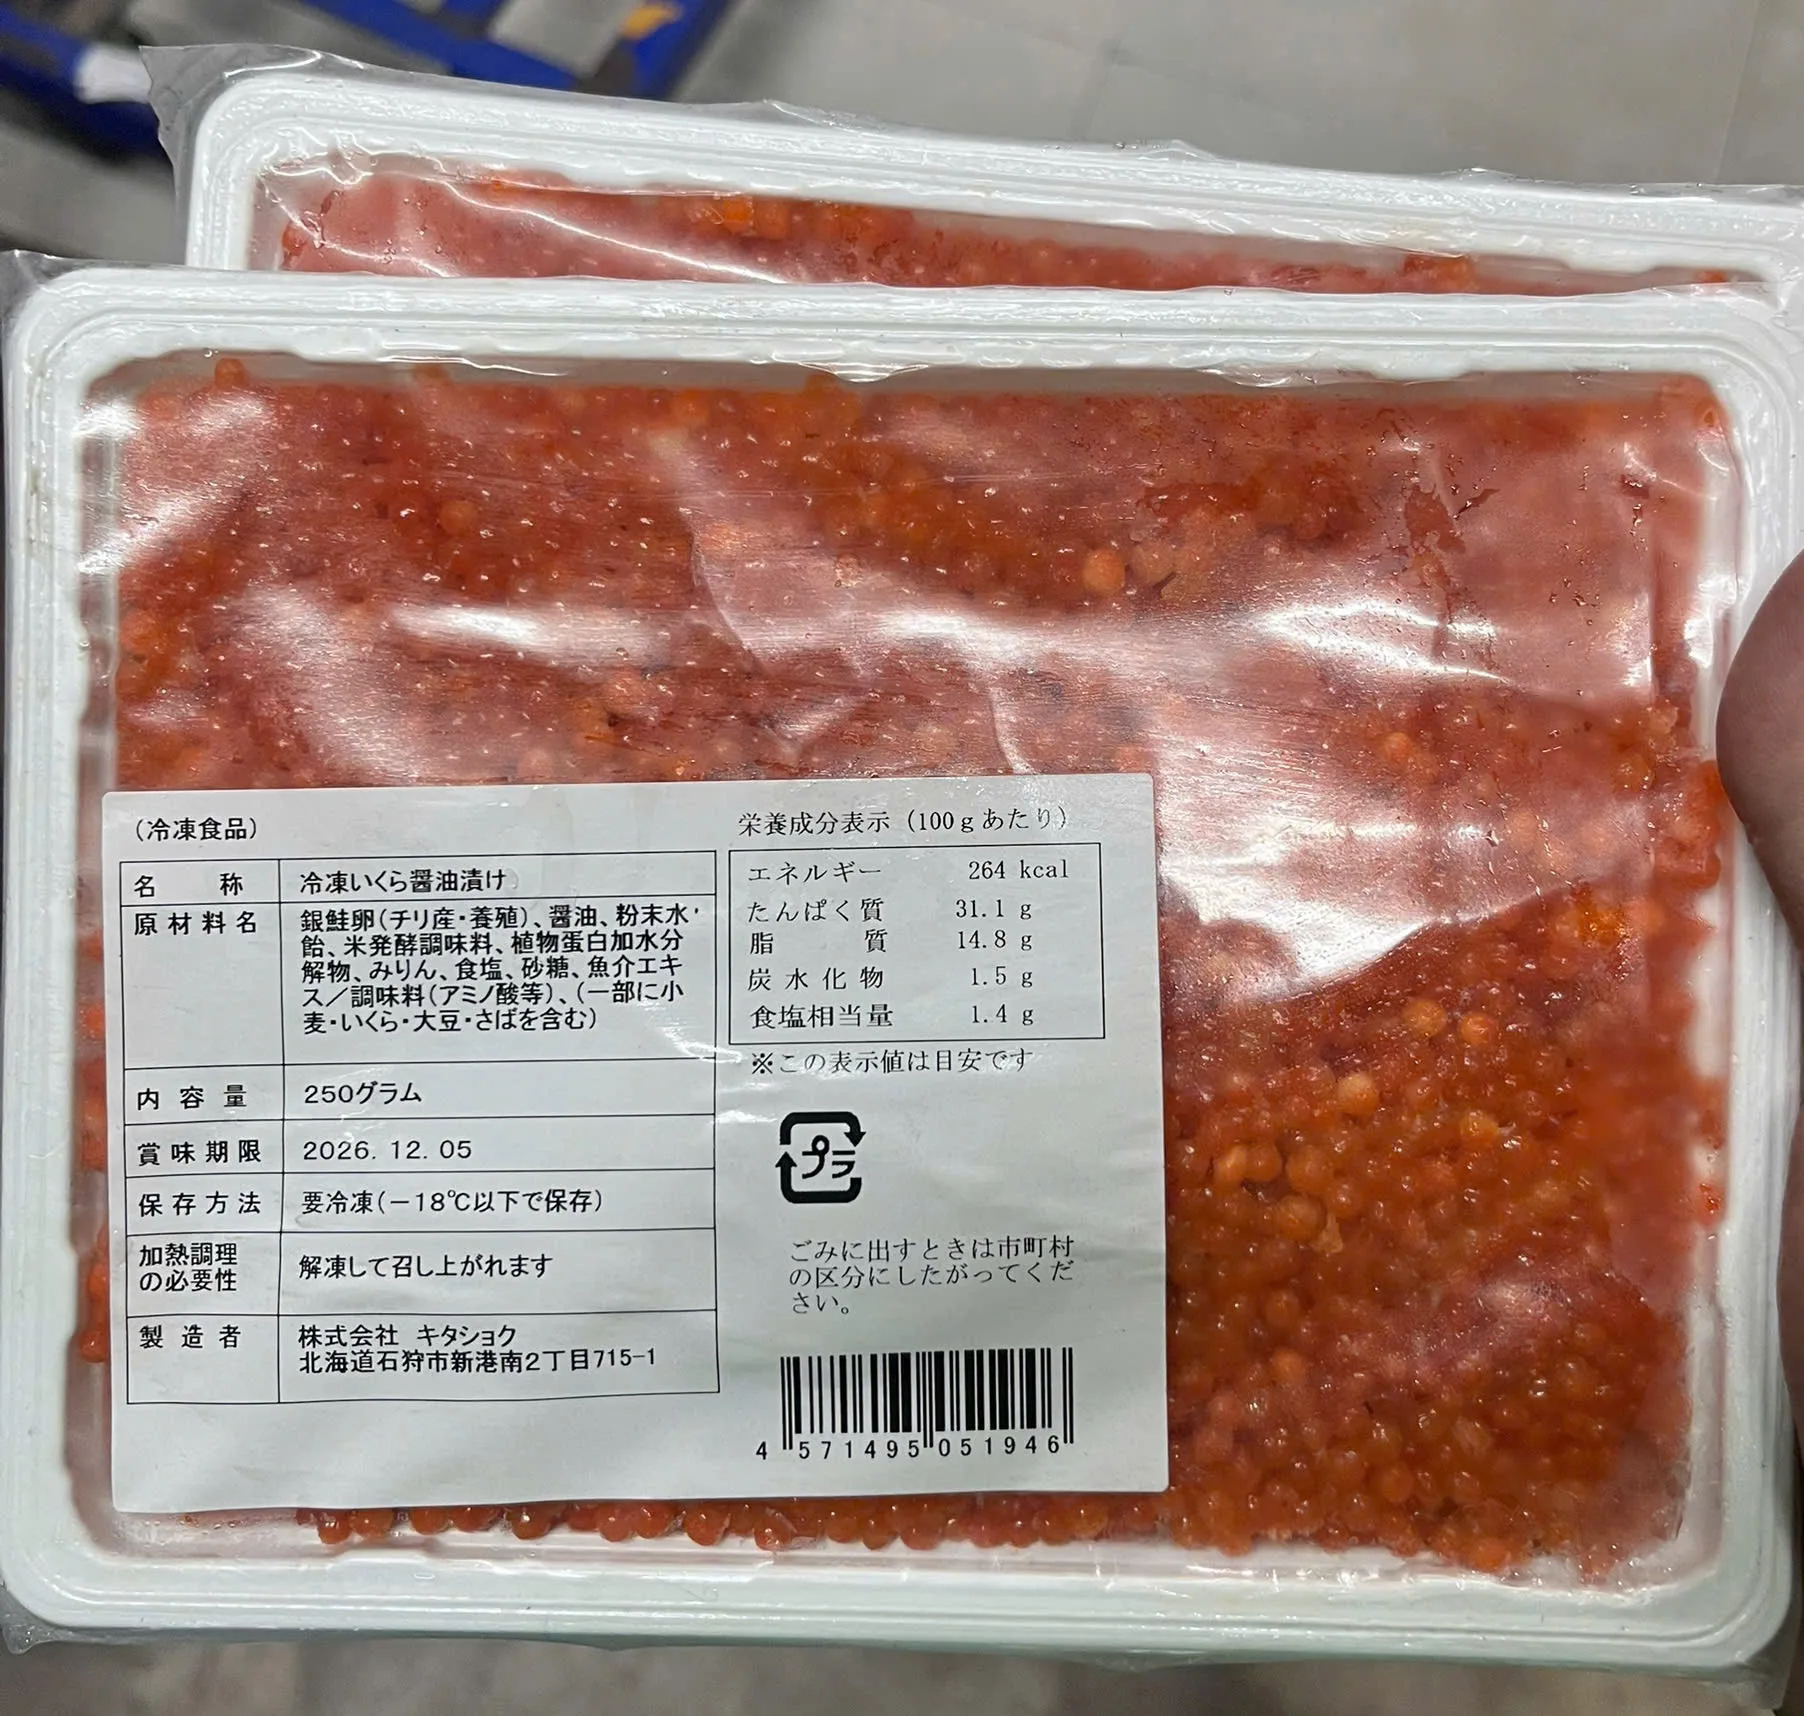 (冷凍食品)
名 称 冷凍いくら醤油漬け
原材料名 銀鮭卵(チリ産・養殖)、醤油、粉末水
飴、米発酵調味料、植物蛋白加水分
解物、みりん、食塩、砂糖、魚介エキ
ス/調味料(アミノ酸等)、(一部に小
麦・いくら・大豆・さばを含む)
内容量 250グラム
賞味期限 2026.12.05
保存方法 要冷凍(-18℃以下で保存)
加熱調理
の必要性 解凍して召し上がれます
製造者 株式会社 キタショク
北海道石狩市新港南2丁目715-1
栄養成分表示(100gあたり)
エネルギー 264 kcal
たんぱく質 31.1 g
脂質 14.8 g
炭水化物 1.5 g
食塩相当量 1.4 g
※この表示値は目安です
プラ
ごみに出すときは市町村
の区分にしたがってくだ
さい。
4 571495 051946